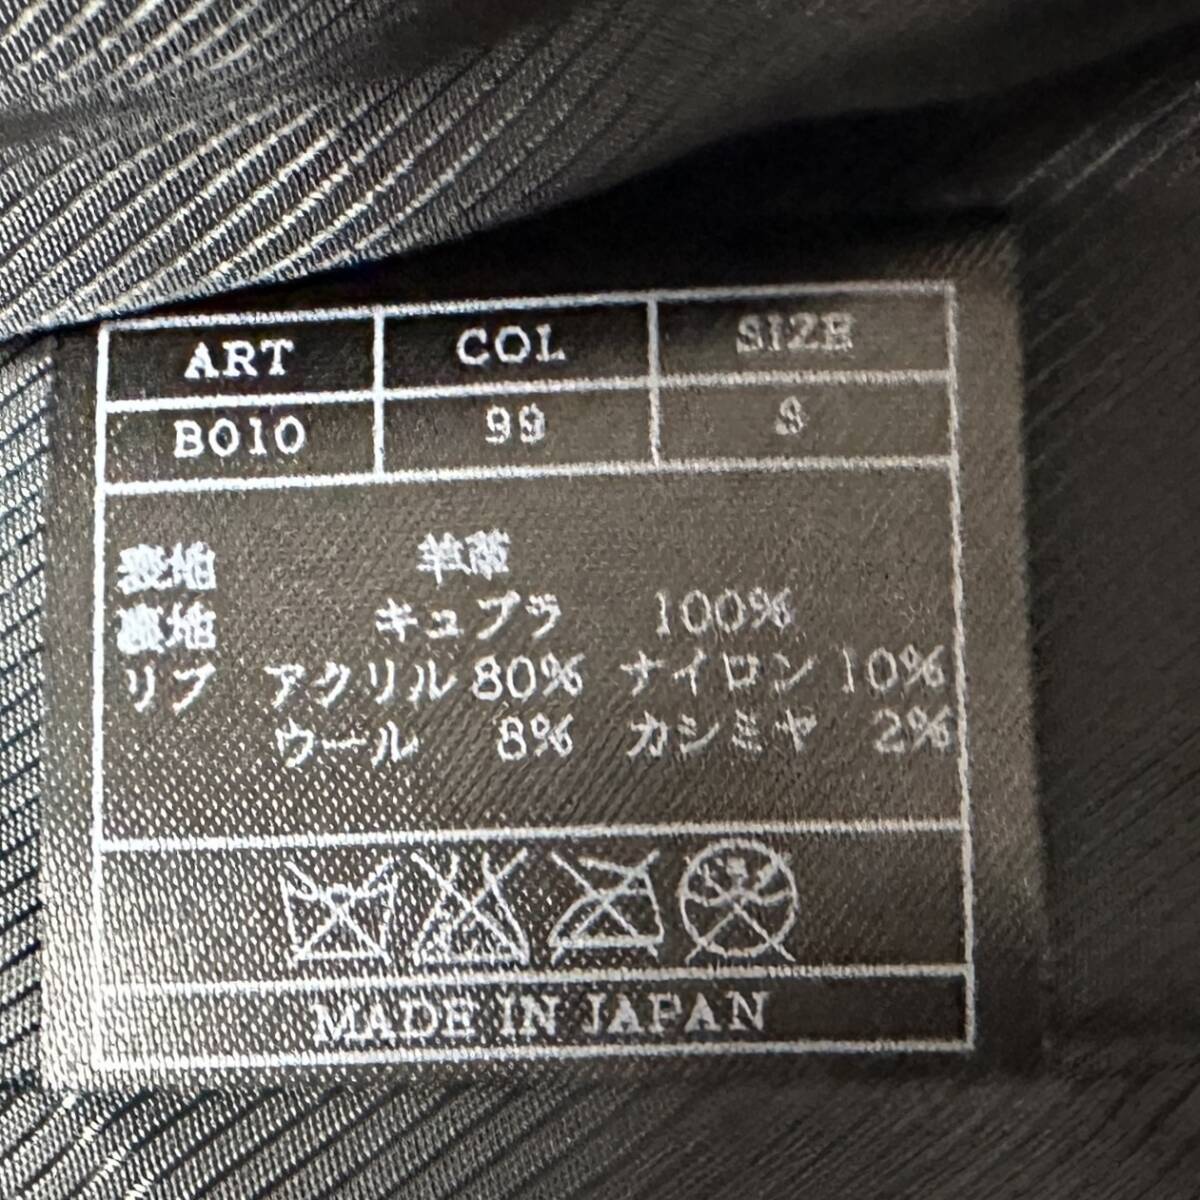 ART COL SIZE
B010 99 S
表地 羊革
裏地 キュプラ 100%
リブ アクリル 80% ナイロン 10%
ウール 8% カシミヤ 2%
MADE IN JAPAN